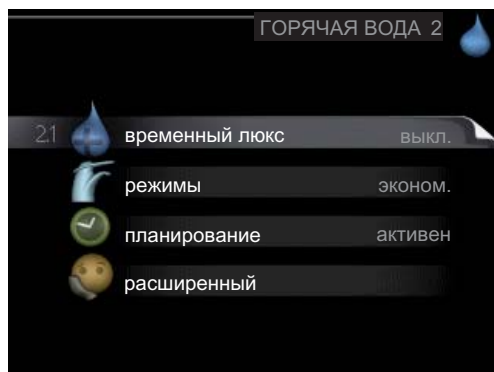 ГОРЯЧАЯ ВОДА 2
2.1 временный люкс выкл.
режимы эконом.
планирование активен
расширенный